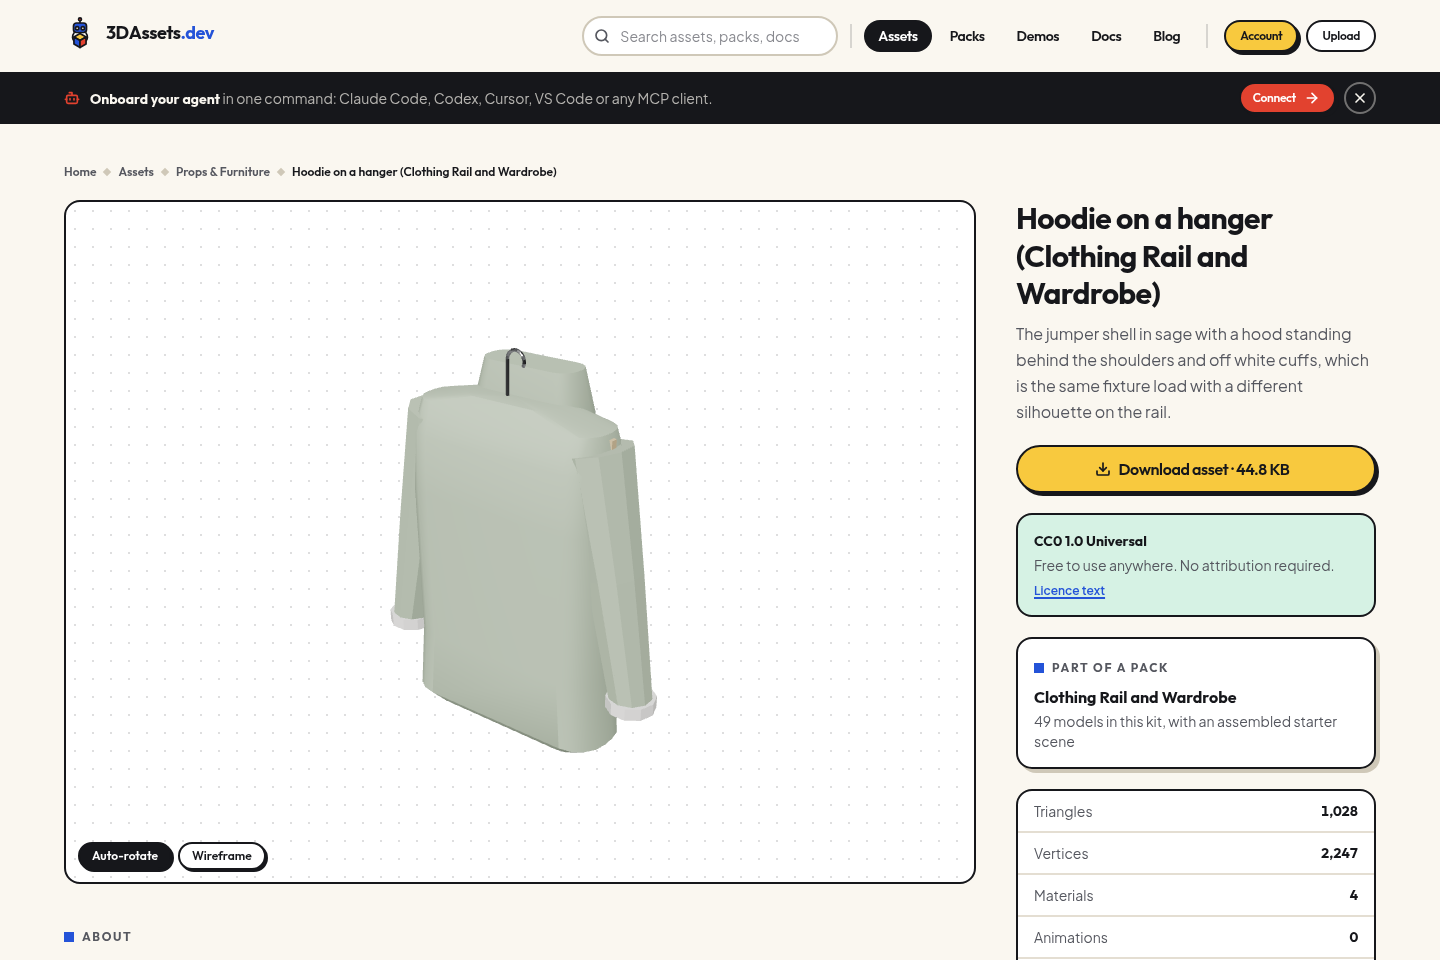 3DAssets.dev
Search assets, packs, docs
Assets
Packs
Demos
Docs
Blog
Account
Upload
Onboard your agent in one command: Claude Code, Codex, Cursor, VS Code or any MCP client.
Connect
Home
Assets
Props & Furniture
Hoodie on a hanger (Clothing Rail and Wardrobe)
Hoodie on a hanger
(Clothing Rail and
Wardrobe)
The jumper shell in sage with a hood standing
behind the shoulders and off white cuffs, which
is the same fixture load with a different
silhouette on the rail.
Download asset · 44.8 KB
CC0 1.0 Universal
Free to use anywhere. No attribution required.
Licence text
PART OF A PACK
Clothing Rail and Wardrobe
49 models in this kit, with an assembled starter
scene
Triangles 1,028
Vertices 2,247
Materials 4
Animations 0
Auto-rotate
Wireframe
ABOUT